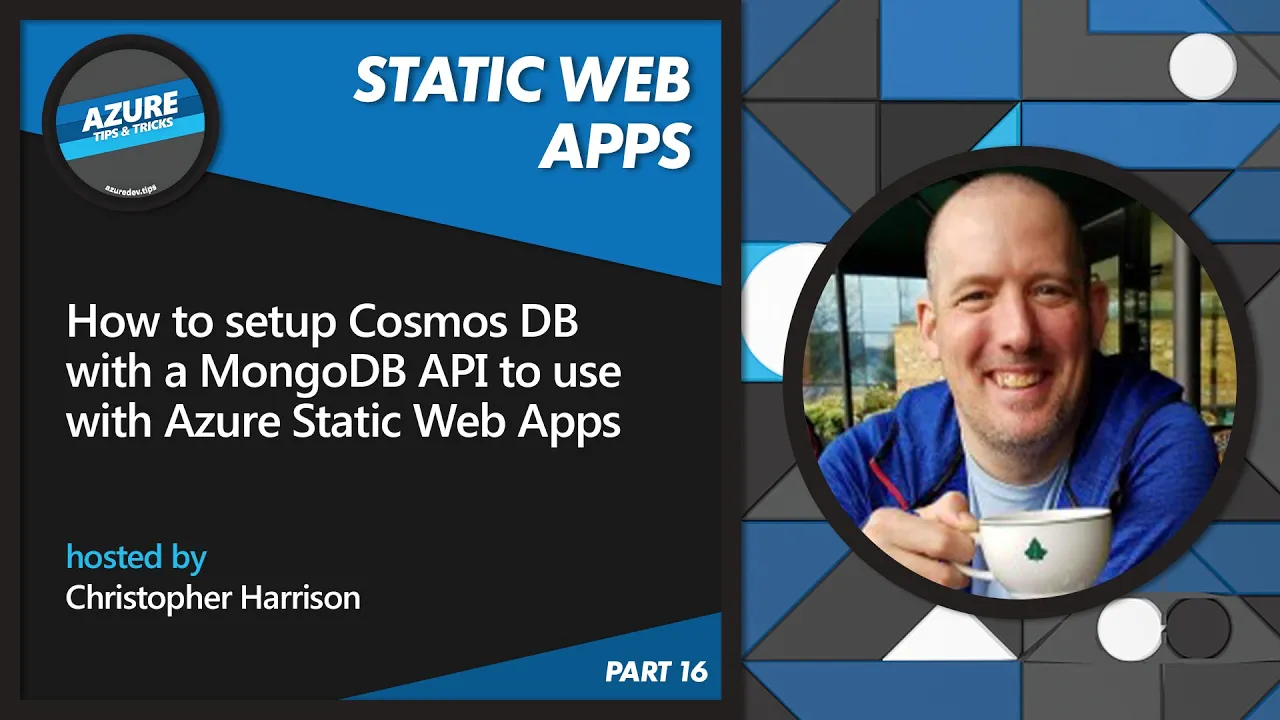 AZURE
TIPS & TRICKS
azuredev.tips
STATIC WEB
APPS
How to setup Cosmos DB
with a MongoDB API to use
with Azure Static Web Apps
hosted by
Christopher Harrison
PART 16